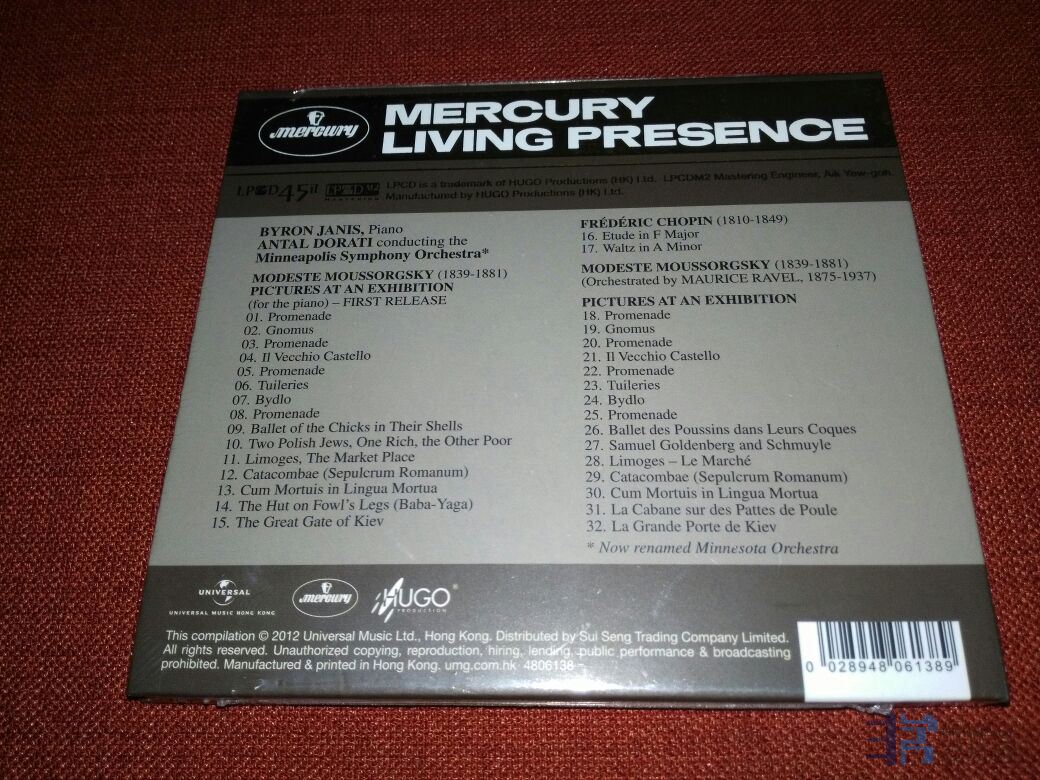 mercury
MERCURY
LIVING PRESENCE
LPCD45 II
LPCD is a trademark of HUGO Productions (HK) Ltd. LPCDM2 Mastering Engineer, Aik Yew-goh.
MASTERING
Manufactured by HUGO Productions (HK) Ltd.
BYRON JANIS, Piano
ANTAL DORATI conducting the
Minneapolis Symphony Orchestra*
MODESTE MOUSSORGSKY (1839-1881)
PICTURES AT AN EXHIBITION
(for the piano) – FIRST RELEASE
01. Promenade
02. Gnomus
03. Promenade
04. Il Vecchio Castello
05. Promenade
06. Tuileries
07. Bydlo
08. Promenade
09. Ballet of the Chicks in Their Shells
10. Two Polish Jews, One Rich, the Other Poor
11. Limoges, The Market Place
12. Catacombae (Sepulcrum Romanum)
13. Cum Mortuis in Lingua Mortua
14. The Hut on Fowl's Legs (Baba-Yaga)
15. The Great Gate of Kiev
FRÉDÉRIC CHOPIN (1810-1849)
16. Etude in F Major
17. Waltz in A Minor
MODESTE MOUSSORGSKY (1839-1881)
(Orchestrated by MAURICE RAVEL, 1875-1937)
PICTURES AT AN EXHIBITION
18. Promenade
19. Gnomus
20. Promenade
21. Il Vecchio Castello
22. Promenade
23. Tuileries
24. Bydlo
25. Promenade
26. Ballet des Poussins dans Leurs Coques
27. Samuel Goldenberg and Schmuyle
28. Limoges – Le Marché
29. Catacombae (Sepulcrum Romanum)
30. Cum Mortuis in Lingua Mortua
31. La Cabane sur des Pattes de Poule
32. La Grande Porte de Kiev
* Now renamed Minnesota Orchestra
UNIVERSAL
UNIVERSAL MUSIC HONG KONG
mercury
HUGO
PRODUCTION
This compilation © 2012 Universal Music Ltd., Hong Kong. Distributed by Sui Seng Trading Company Limited.
All rights reserved. Unauthorized copying, reproduction, hiring, lending, public performance & broadcasting
prohibited. Manufactured & printed in Hong Kong. umg.com.hk 4806138
0 028948 061389